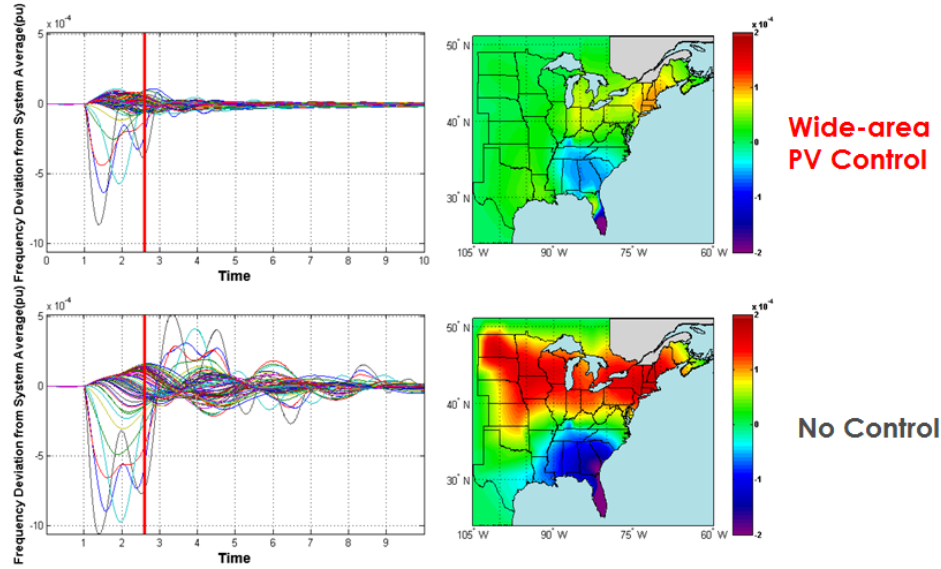 Frequency Deviation from System Average(pu)
5 x 10^-4
0
-5
-10
0 1 2 3 4 5 6 7 8 9 10
Time
50° N
40° N
30° N
105° W 90° W 75° W 60° W
x 10^-4
2
1
0
-1
-2
Wide-area
PV Control
Frequency Deviation from System Average(pu)
5 x 10^-4
0
-5
-10
1 2 3 4 5 6 7 8 9
Time
50° N
40° N
30° N
105° W 90° W 75° W 60° W
x 10^-4
2
1
0
-1
-2
No Control